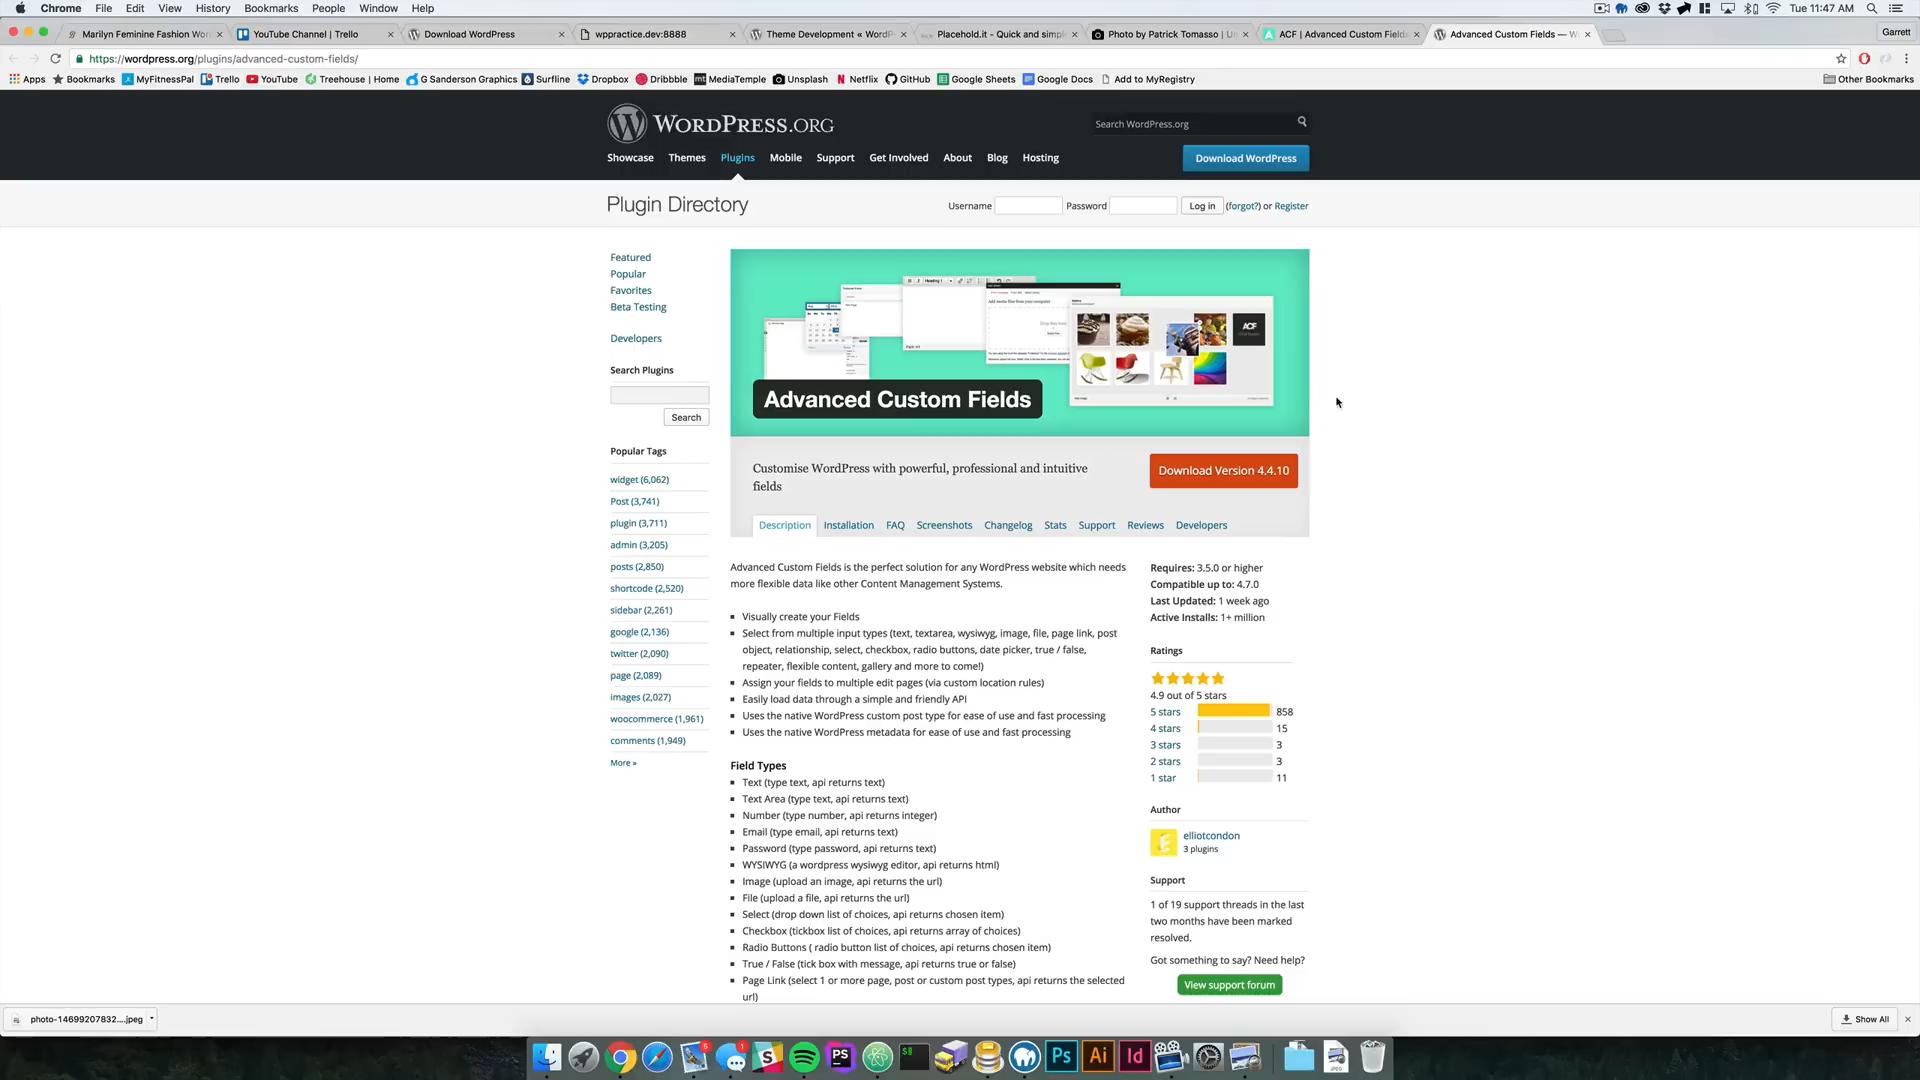 Chrome File Edit View History Bookmarks People Window Help
Tue 11:47 AM
Marilyn Feminine Fashion Wor
YouTube Channel | Trello
Download WordPress
wppractice.dev:8888
Theme Development « WordP
Placehold.it - Quick and simple
Photo by Patrick Tomasso | Un
ACF | Advanced Custom Fields
Advanced Custom Fields — W
Garrett
https://wordpress.org/plugins/advanced-custom-fields/
Apps Bookmarks MyFitnessPal Trello YouTube Treehouse | Home G Sanderson Graphics Surfline Dropbox Dribbble MediaTemple Unsplash Netflix GitHub Google Sheets Google Docs Add to MyRegistry Other Bookmarks
WORDPRESS.ORG
Search WordPress.org
Showcase Themes Plugins Mobile Support Get Involved About Blog Hosting
Download WordPress
Plugin Directory
Username Password Log in (forgot?) or Register
Featured
Popular
Favorites
Beta Testing
Developers
Search Plugins
Search
Popular Tags
widget (6,062)
Post (3,741)
plugin (3,711)
admin (3,205)
posts (2,850)
shortcode (2,520)
sidebar (2,261)
google (2,136)
twitter (2,090)
page (2,089)
images (2,027)
woocommerce (1,961)
comments (1,949)
More »
Heading 1
Add media files from your computer
ACF
Advanced Custom Fields
Customise WordPress with powerful, professional and intuitive
fields
Download Version 4.4.10
Description Installation FAQ Screenshots Changelog Stats Support Reviews Developers
Advanced Custom Fields is the perfect solution for any WordPress website which needs
more flexible data like other Content Management Systems.
Visually create your Fields
Select from multiple input types (text, textarea, wysiwyg, image, file, page link, post
object, relationship, select, checkbox, radio buttons, date picker, true / false,
repeater, flexible content, gallery and more to come!)
Assign your fields to multiple edit pages (via custom location rules)
Easily load data through a simple and friendly API
Uses the native WordPress custom post type for ease of use and fast processing
Uses the native WordPress metadata for ease of use and fast processing
Field Types
Text (type text, api returns text)
Text Area (type text, api returns text)
Number (type number, api returns integer)
Email (type email, api returns text)
Password (type password, api returns text)
WYSIWYG (a wordpress wysiwyg editor, api returns html)
Image (upload an image, api returns the url)
File (upload a file, api returns the url)
Select (drop down list of choices, api returns chosen item)
Checkbox (tickbox list of choices, api returns array of choices)
Radio Buttons ( radio button list of choices, api returns chosen item)
True / False (tick box with message, api returns true or false)
Page Link (select 1 or more page, post or custom post types, api returns the selected
url)
Requires: 3.5.0 or higher
Compatible up to: 4.7.0
Last Updated: 1 week ago
Active Installs: 1+ million
Ratings
4.9 out of 5 stars
5 stars 858
4 stars 15
3 stars 3
2 stars 3
1 star 11
Author
elliotcondon
3 plugins
Support
1 of 19 support threads in the last
two months have been marked
resolved.
Got something to say? Need help?
View support forum
photo-14699207832....jpeg
Show All
5
1
PS
$
Ps
Ai
Id
JPEG